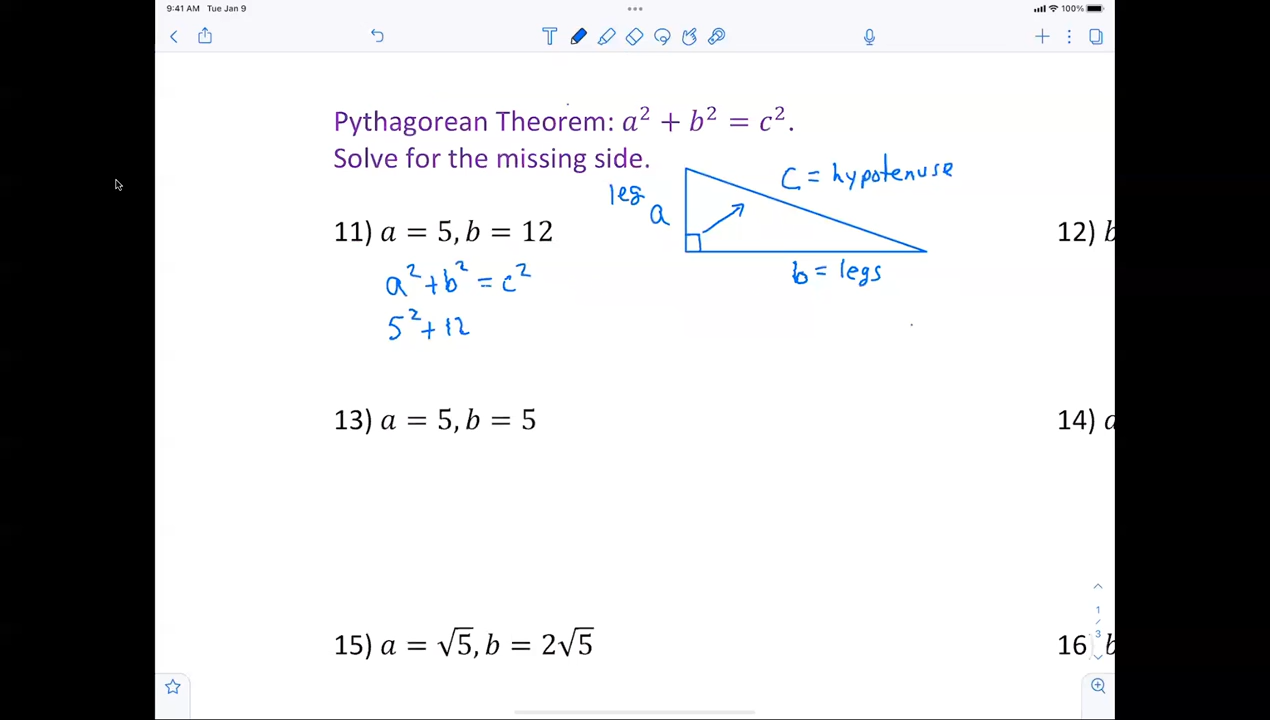 9:41 AM Tue Jan 9
100%
Pythagorean Theorem: a² + b² = c².
Solve for the missing side.
leg a
c = hypotenuse
b = legs
11) a = 5, b = 12
12) b
a² + b² = c²
5² + 12
13) a = 5, b = 5
14) a
1
/
3
15) a = √5, b = 2√5
16) b